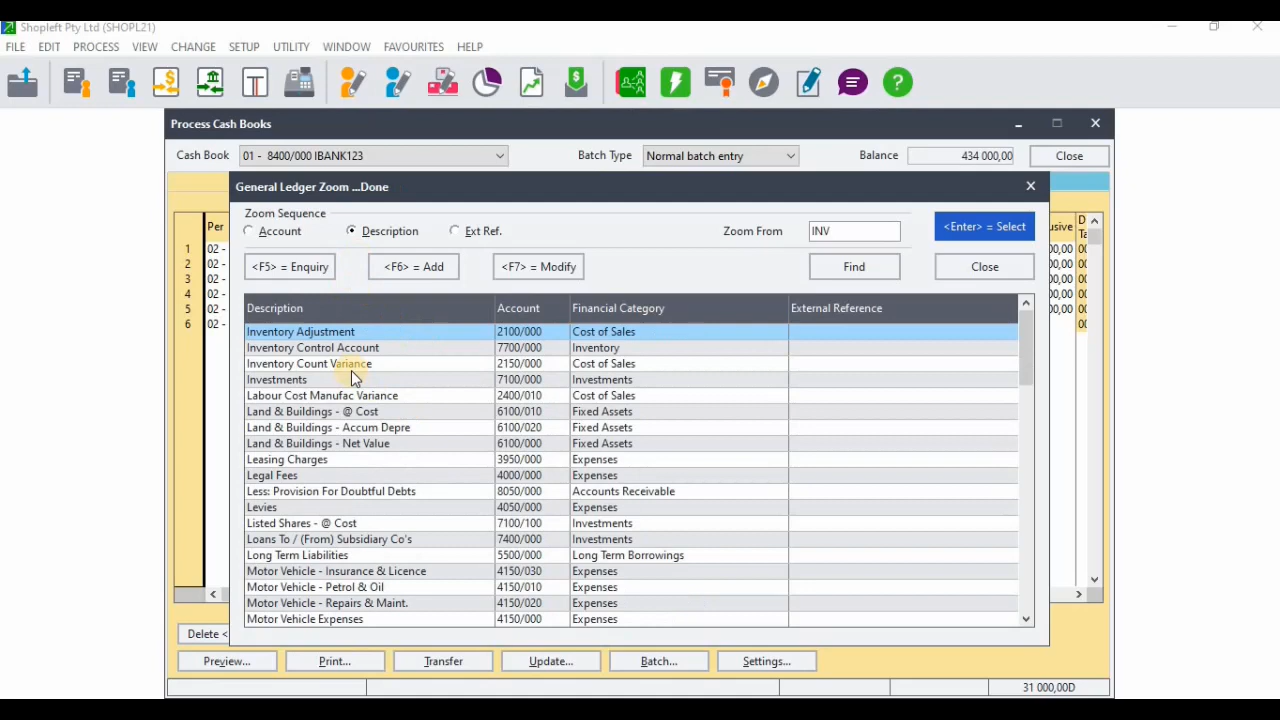 Shopleft Pty Ltd (SHOPL21)
FILE EDIT PROCESS VIEW CHANGE SETUP UTILITY WINDOW FAVOURITES HELP
Process Cash Books
Cash Book 01 - 8400/000 IBANK123 Batch Type Normal batch entry Balance 434 000,00 Close
General Ledger Zoom ...Done
Zoom Sequence
Account Description Ext Ref. Zoom From INV <Enter> = Select
<F5> = Enquiry <F6> = Add <F7> = Modify Find Close
Description Account Financial Category External Reference
Inventory Adjustment 2100/000 Cost of Sales
Inventory Control Account 7700/000 Inventory
Inventory Count Variance 2150/000 Cost of Sales
Investments 7100/000 Investments
Labour Cost Manufac Variance 2400/010 Cost of Sales
Land & Buildings - @ Cost 6100/010 Fixed Assets
Land & Buildings - Accum Depre 6100/020 Fixed Assets
Land & Buildings - Net Value 6100/000 Fixed Assets
Leasing Charges 3950/000 Expenses
Legal Fees 4000/000 Expenses
Less: Provision For Doubtful Debts 8050/000 Accounts Receivable
Levies 4050/000 Expenses
Listed Shares - @ Cost 7100/100 Investments
Loans To / (From) Subsidiary Co's 7400/000 Investments
Long Term Liabilities 5500/000 Long Term Borrowings
Motor Vehicle - Insurance & Licence 4150/030 Expenses
Motor Vehicle - Petrol & Oil 4150/010 Expenses
Motor Vehicle - Repairs & Maint. 4150/020 Expenses
Motor Vehicle Expenses 4150/000 Expenses
Per
1 02 -
2 02 -
3 02 -
4 02 -
5 02 -
6 02 -
Delete <
Preview... Print... Transfer Update... Batch... Settings...
31 000,00D